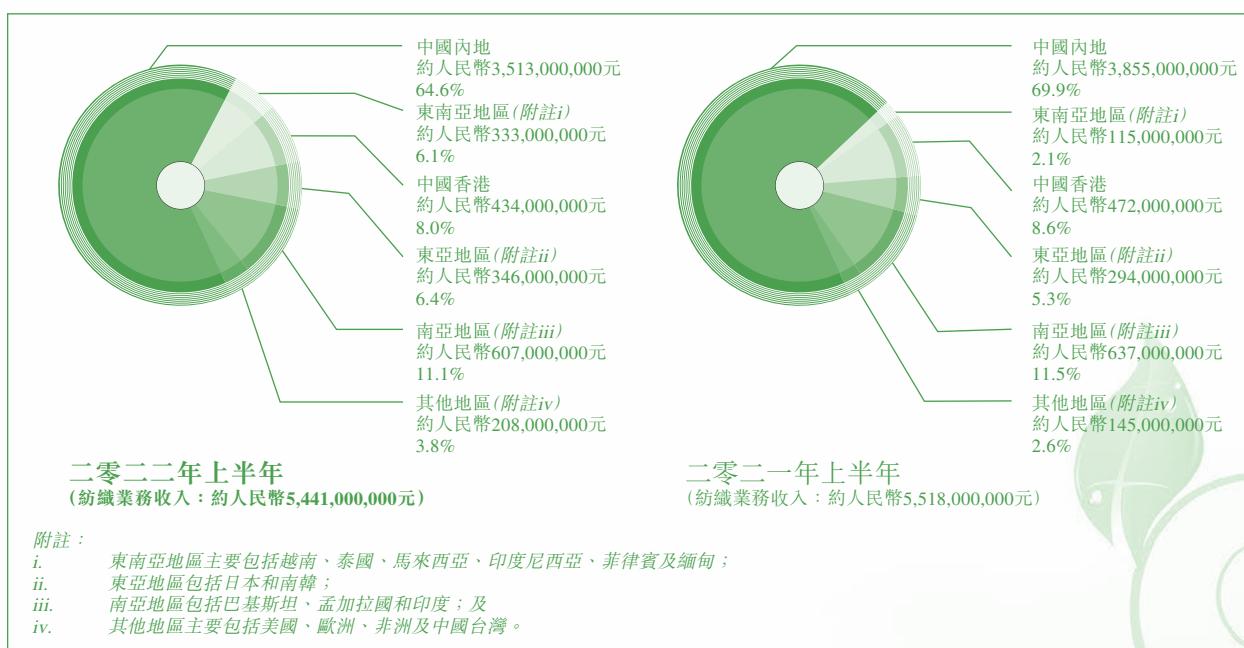 中國內地
約人民幣3,513,000,000元
64.6%
東南亞地區(附註i)
約人民幣333,000,000元
6.1%
中國香港
約人民幣434,000,000元
8.0%
東亞地區(附註ii)
約人民幣346,000,000元
6.4%
南亞地區(附註iii)
約人民幣607,000,000元
11.1%
其他地區(附註iv)
約人民幣208,000,000元
3.8%
二零二二年上半年
(紡織業務收入：約人民幣5,441,000,000元)
中國內地
約人民幣3,855,000,000元
69.9%
東南亞地區(附註i)
約人民幣115,000,000元
2.1%
中國香港
約人民幣472,000,000元
8.6%
東亞地區(附註ii)
約人民幣294,000,000元
5.3%
南亞地區(附註iii)
約人民幣637,000,000元
11.5%
其他地區(附註iv)
約人民幣145,000,000元
2.6%
二零二一年上半年
(紡織業務收入：約人民幣5,518,000,000元)
附註：
i. 東南亞地區主要包括越南、泰國、馬來西亞、印度尼西亞、菲律賓及緬甸；
ii. 東亞地區包括日本和南韓；
iii. 南亞地區包括巴基斯坦、孟加拉國和印度；及
iv. 其他地區主要包括美國、歐洲、非洲及中國台灣。